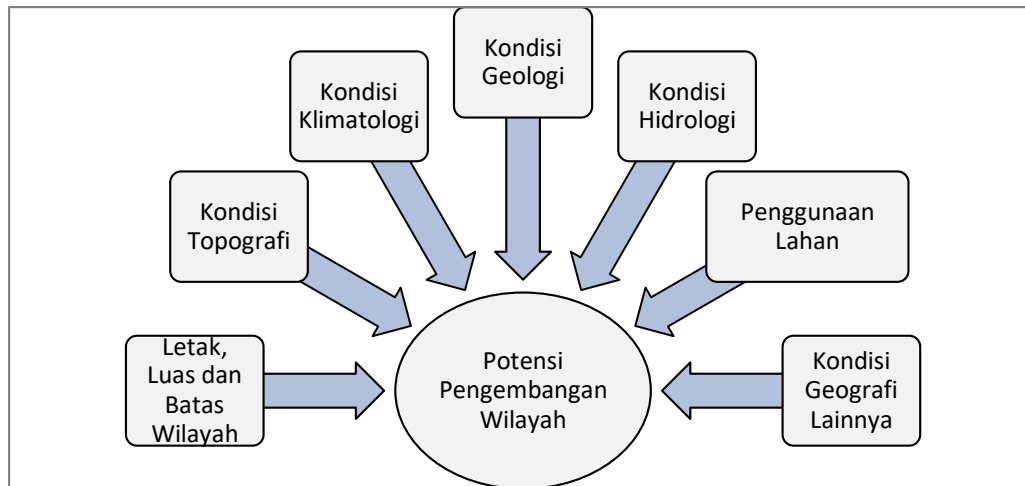 Kondisi
Geologi
Kondisi
Klimatologi
Kondisi
Hidrologi
Kondisi
Topografi
Penggunaan
Lahan
Letak,
Luas dan
Batas
Wilayah
Potensi
Pengembangan
Wilayah
Kondisi
Geografi
Lainnya